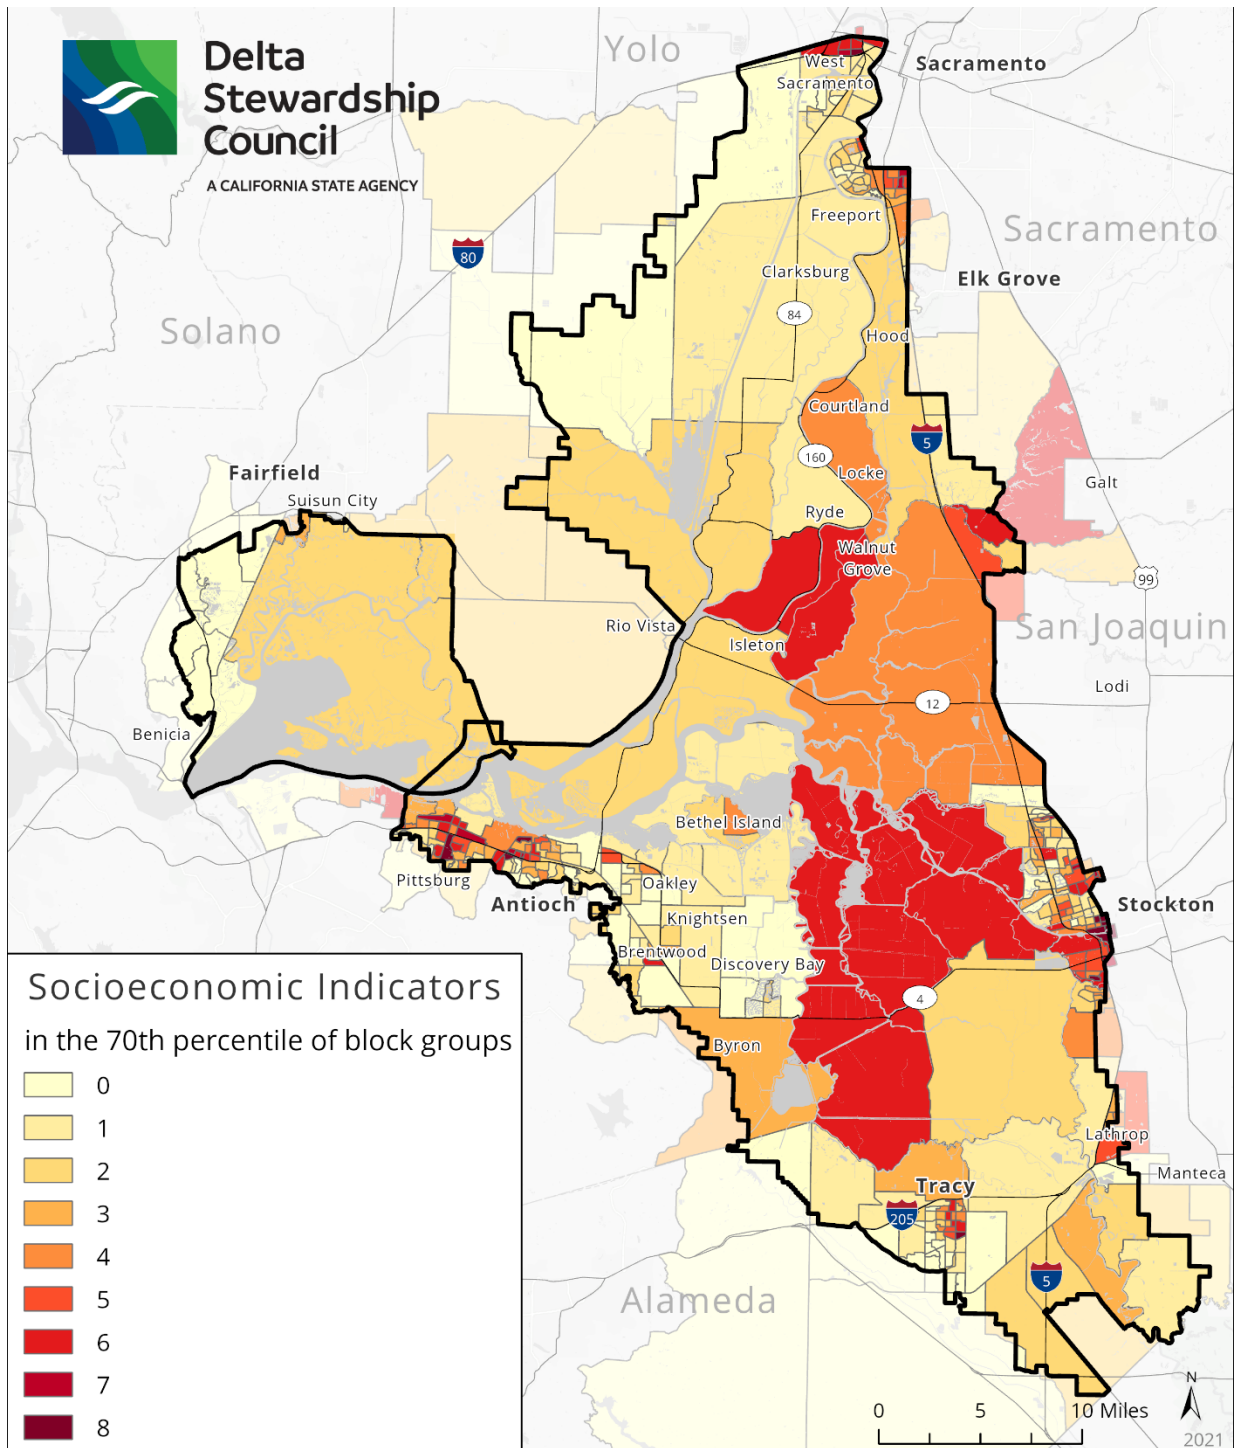 Delta
Stewardship
Council
A CALIFORNIA STATE AGENCY
Yolo
West
Sacramento
Sacramento
80
Freeport
Sacramento
Clarksburg
Elk Grove
84
Solano
Hood
Courtland
5
160
Fairfield
Locke
Suisun City
Galt
Ryde
Walnut
Grove
99
Rio Vista
San Joaquin
Isleton
Lodi
12
Benicia
Bethel Island
Pittsburg
Oakley
Antioch
Stockton
Knightsen
Brentwood
Discovery Bay
4
Byron
Lathrop
Manteca
Tracy
205
5
Alameda
Socioeconomic Indicators
in the 70th percentile of block groups
0
1
2
3
4
5
6
7
8
N
0 5 10 Miles
2021